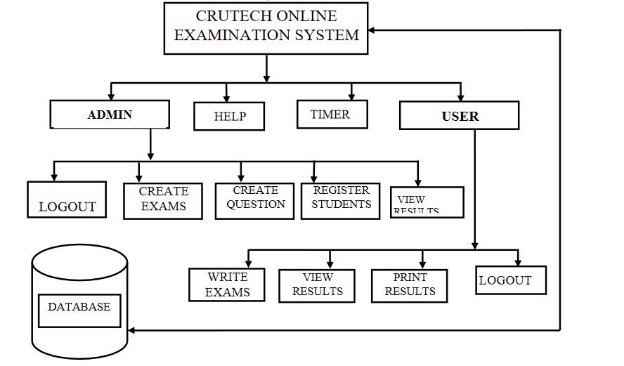 CRUTECH ONLINE
EXAMINATION SYSTEM
ADMIN
HELP
TIMER
USER
LOGOUT
CREATE
EXAMS
CREATE
QUESTION
REGISTER
STUDENTS
VIEW
RESULTS
WRITE
EXAMS
VIEW
RESULTS
PRINT
RESULTS
LOGOUT
DATABASE